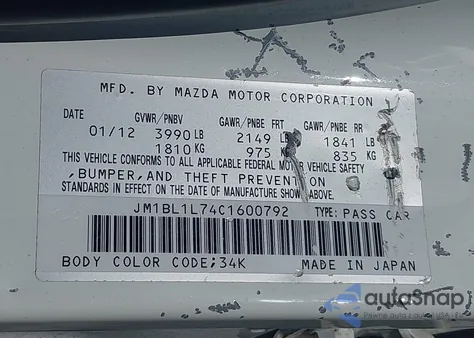 MFD. BY MAZDA MOTOR CORPORATION
DATE GVWR/PNBV GAWR/PNBE FRT GAWR/PNBE RR
01/12 3990 LB 2149 LB 1841 LB
1810 KG 975 KG 835 KG
THIS VEHICLE CONFORMS TO ALL APPLICABLE FEDERAL MOTOR VEHICLE SAFETY
,BUMPER,AND THEFT PREVENTION
STANDARDS IN EFFECT ON THE DATE OF MANUFACTURE SHOWN ABOVE.
JM1BL1L74C1600792 TYPE: PASS CAR
BODY COLOR CODE;34K MADE IN JAPAN
autoSnap